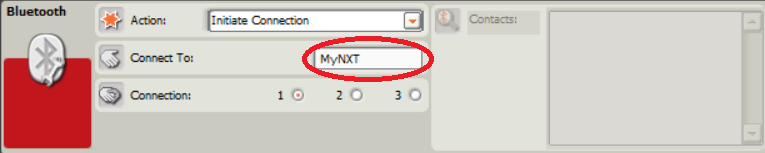 Bluetooth
Action: Initiate Connection
Contacts:
Connect To: MyNXT
Connection: 1 2 3